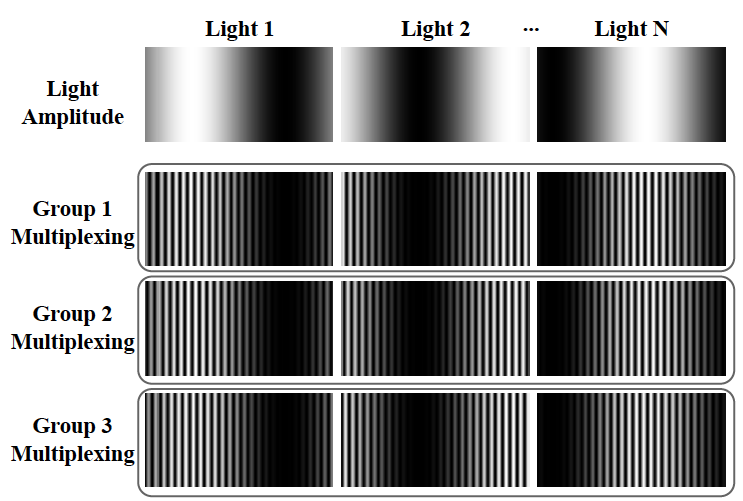 Light 1 Light 2 ... Light N
Light
Amplitude
Group 1
Multiplexing
Group 2
Multiplexing
Group 3
Multiplexing